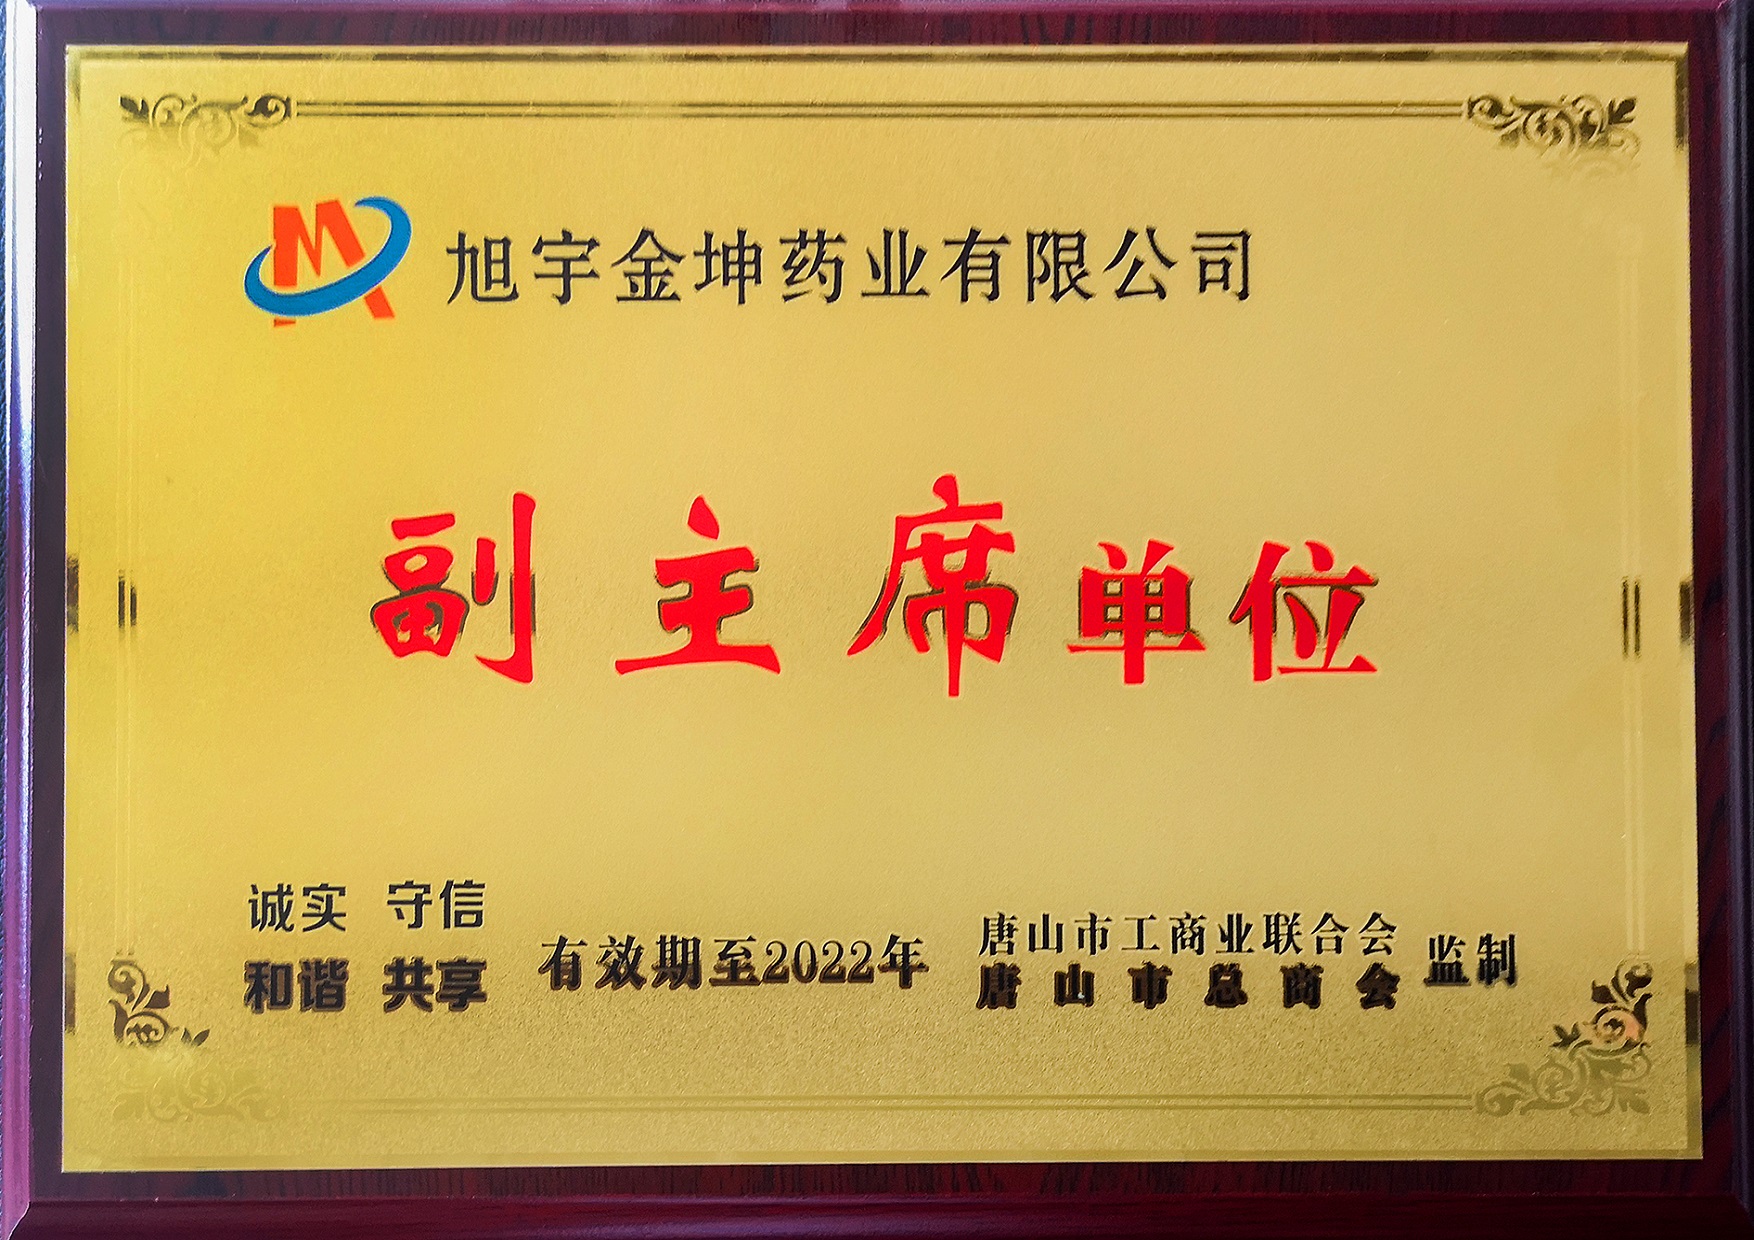 旭宇金坤药业有限公司
副主席单位
诚实 守信
和谐 共享
有效期至2022年
唐山市工商业联合会
唐山市总商会
监制